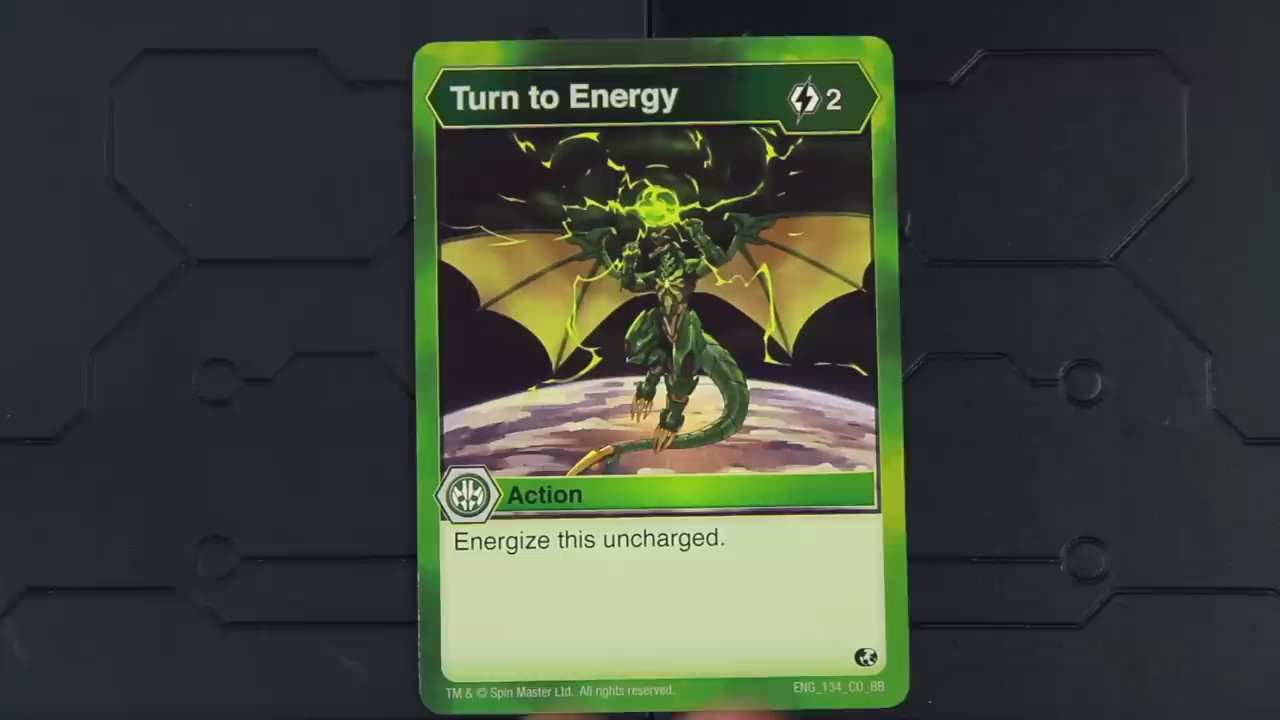 Turn to Energy
2
Action
Energize this uncharged.
TM & © Spin Master Ltd. All rights reserved.
ENG_134_CO_BB